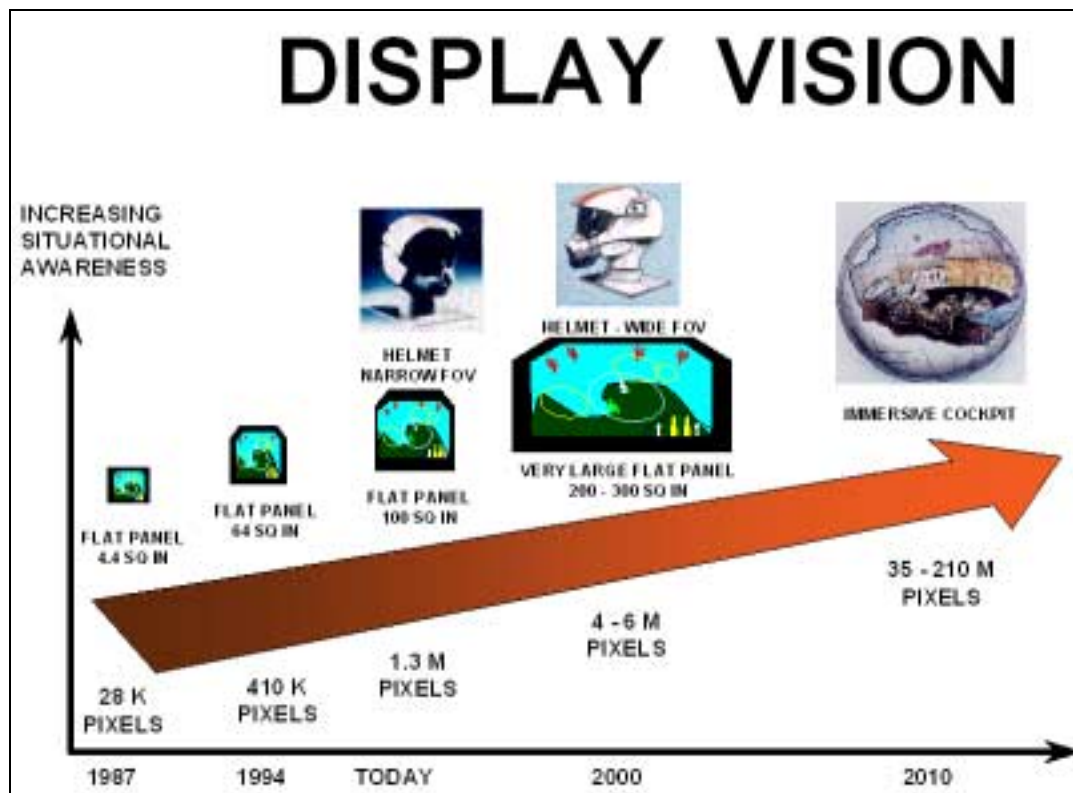 DISPLAY VISION
INCREASING
SITUATIONAL
AWARENESS
HELMET
NARROW FOV
HELMET - WIDE FOV
IMMERSIVE COCKPIT
FLAT PANEL
4.4 SQ IN
FLAT PANEL
64 SQ IN
FLAT PANEL
100 SQ IN
VERY LARGE FLAT PANEL
200 - 300 SQ IN
28 K
PIXELS
410 K
PIXELS
1.3 M
PIXELS
4 - 6 M
PIXELS
35 - 210 M
PIXELS
1987
1994
TODAY
2000
2010